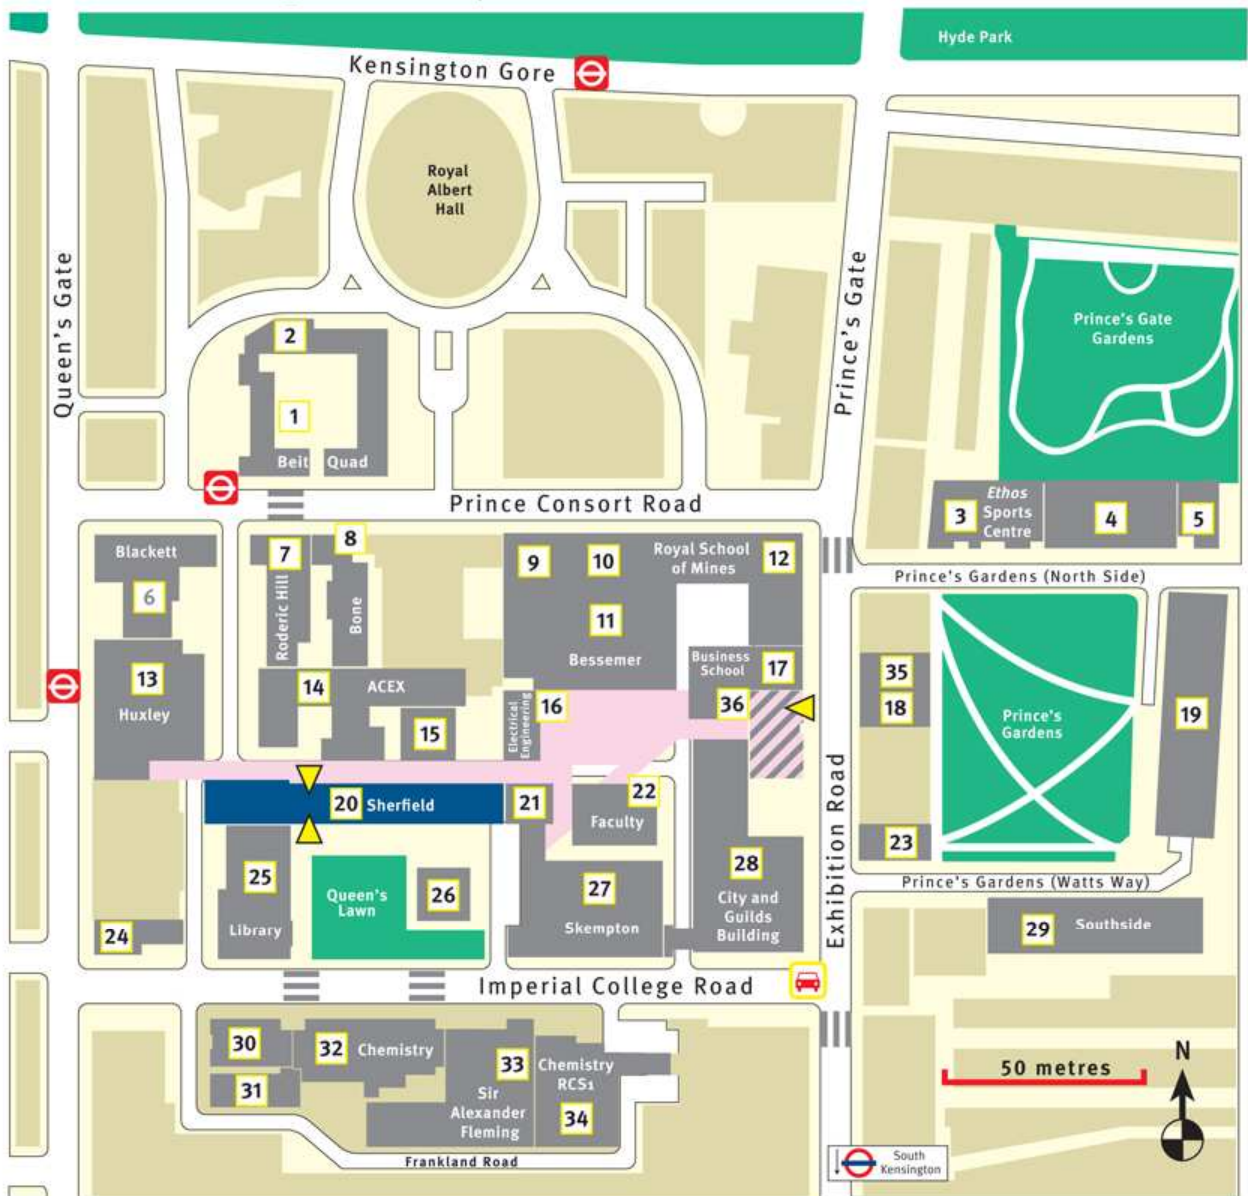 Hyde Park
Kensington Gore
Royal
Albert
Hall
Queen's Gate
Prince's Gate
Prince's Gate
Gardens
2
1
Beit Quad
Prince Consort Road
3
Ethos
Sports
Centre
4
5
Prince's Gardens (North Side)
Blackett
6
7
Roderic Hill
8
Bone
9
10
Royal School
of Mines
12
11
Bessemer
Business
School
17
13
Huxley
14
ACEX
15
Electrical
Engineering
16
36
35
18
Prince's
Gardens
19
20
Sherfield
21
22
Faculty
23
Exhibition Road
Prince's Gardens (Watts Way)
24
25
Library
Queen's
Lawn
26
27
Skempton
28
City and
Guilds
Building
29
Southside
Imperial College Road
30
31
32
Chemistry
33
Sir
Alexander
Fleming
Chemistry
RCS1
34
Frankland Road
50 metres
N
South
Kensington